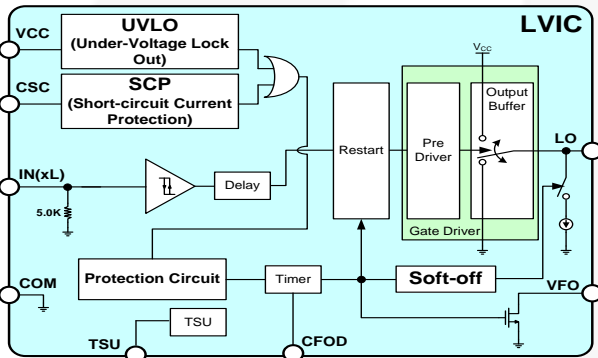 LVIC
VCC
UVLO
(Under-Voltage Lock
Out)
CSC
SCP
(Short-circuit Current
Protection)
VCC
Output
Buffer
Restart
Pre
Driver
Gate Driver
LO
IN(xL)
5.0K
Delay
Protection Circuit
Timer
Soft-off
COM
VFO
TSU
TSU
CFOD